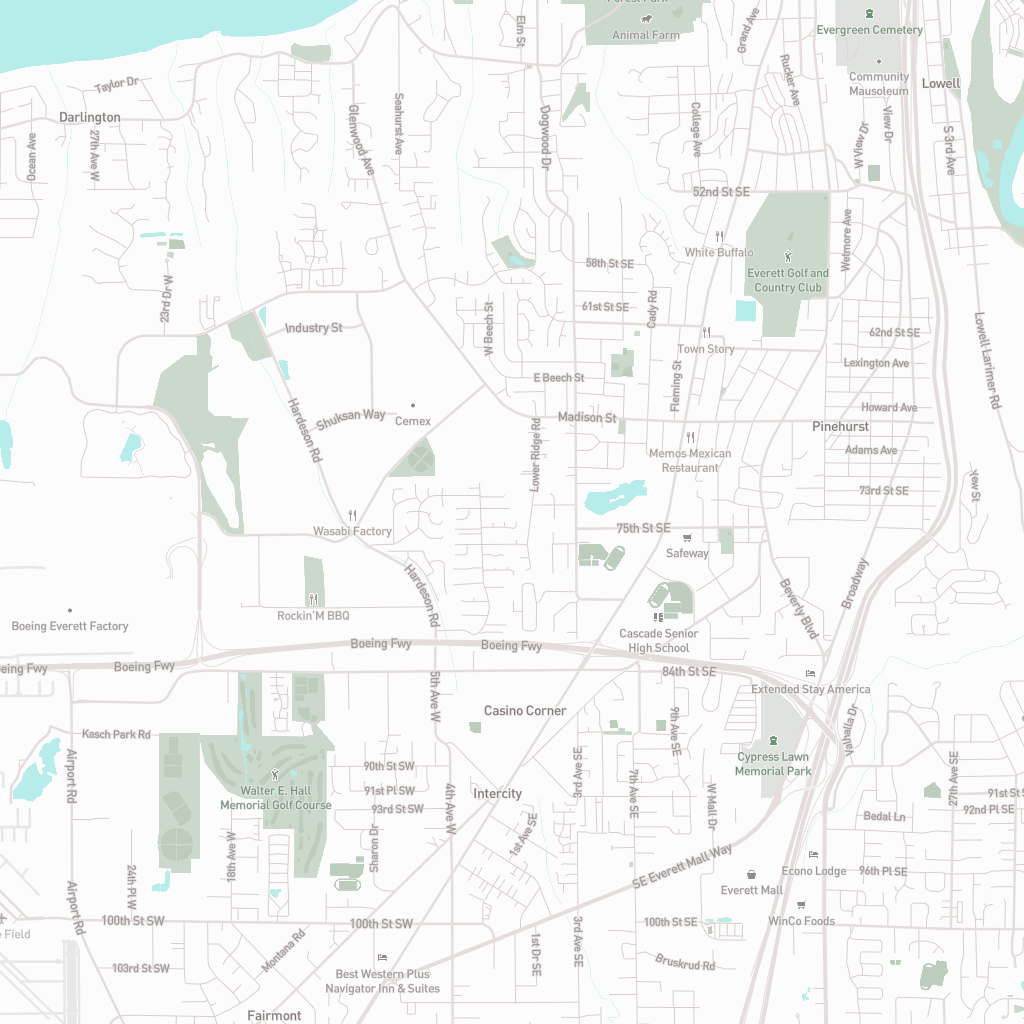 Forest Park
Animal Farm
Elm St
Grand Ave
Evergreen Cemetery
Community
Mausoleum
Lowell
Rucker Ave
Taylor Dr
Darlington
Ocean Ave
27th Ave W
Seahurst Ave
Glenwood Ave
Dogwood Dr
College Ave
W View Dr
View Dr
S 3rd Ave
52nd St SE
Wetmore Ave
White Buffalo
58th St SE
Everett Golf and
Country Club
23rd Dr W
61st St SE
Cady Rd
Industry St
W Beech St
Town Story
62nd St SE
Lexington Ave
Lowell-Larimer Rd
E Beech St
Fleming St
Hardeson Rd
Shuksan Way
Cemex
Madison St
Howard Ave
Pinehurst
Lower Ridge Rd
Memos Mexican
Restaurant
Adams Ave
73rd St SE
Yew St
Wasabi Factory
75th St SE
Safeway
Hardeson Rd
Beverly Blvd
Broadway
Rockin'M BBQ
Boeing Everett Factory
Cascade Senior
High School
Boeing Fwy
Boeing Fwy
Boeing Fwy
eing Fwy
84th St SE
Extended Stay America
5th Ave W
Casino Corner
9th Ave SE
Valhalla Dr
Kasch Park Rd
Airport Rd
Cypress Lawn
Memorial Park
90th St SW
91st Pl SW
93rd St SW
Walter E. Hall
Memorial Golf Course
4th Ave W
Intercity
3rd Ave SE
7th Ave SE
W Mall Dr
27th Ave SE
91st St SE
92nd Pl SE
Bedal Ln
18th Ave W
Sharon Dr
1st Ave SE
SE Everett Mall Way
24th Pl W
Everett Mall
Econo Lodge
96th Pl SE
Airport Rd
100th St SW
100th St SW
100th St SE
WinCo Foods
e Field
Montana Rd
1st Dr SE
3rd Ave SE
103rd St SW
Best Western Plus
Navigator Inn & Suites
Bruskrud Rd
Fairmont